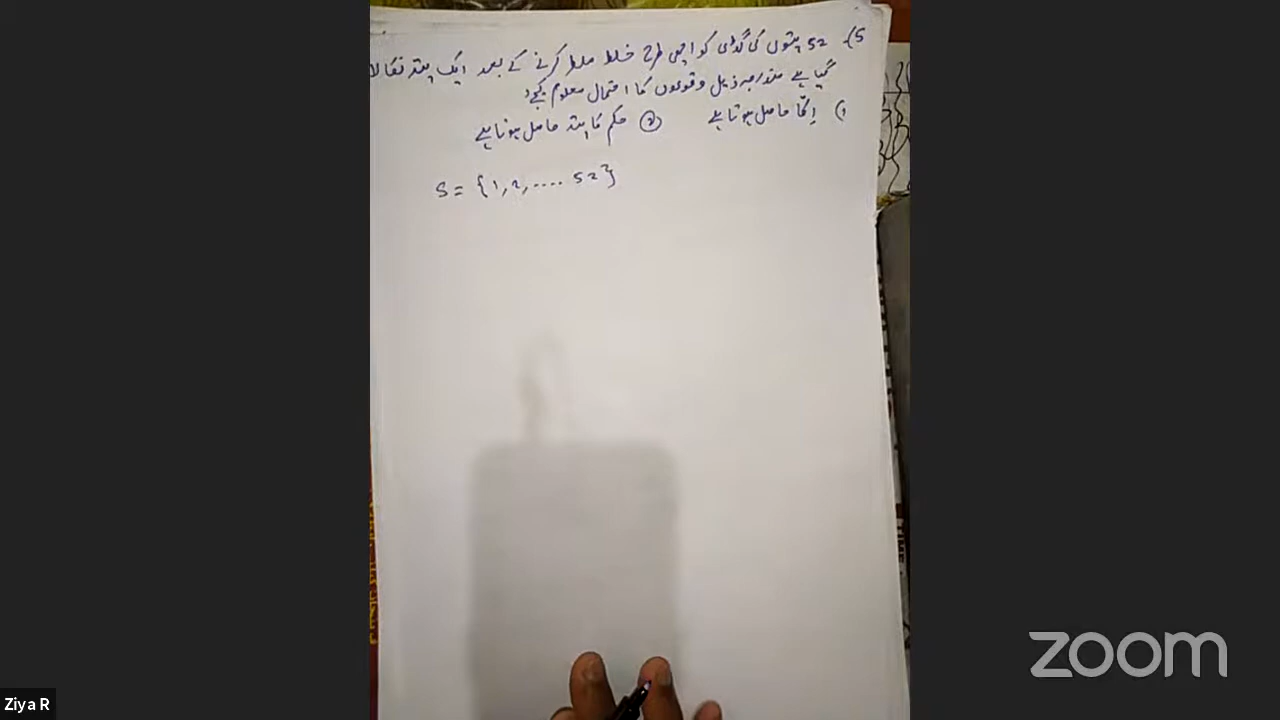 5) 52 پتوں کی گڈی کو اچھی طرح خلط ملط کرنے کے بعد ایک پتہ نکالا
گیا ہے مندرجہ ذیل وقوعوں کا احتمال معلوم کیجیے
1) اِکّا حاصل ہوتا ہے 2 حکم کا پتہ حاصل ہونا ہے
S = {1, 2, .... 52}
zoom
Ziya R